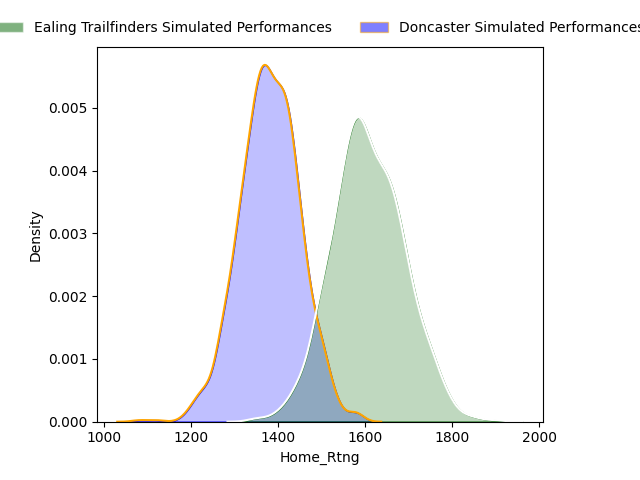 Ealing Trailfinders Simulated Performances Doncaster Simulated Performances
0.005
0.004
0.003
0.002
0.001
0.000
Density
1000 1200 1400 1600 1800 2000
Home_Rtng